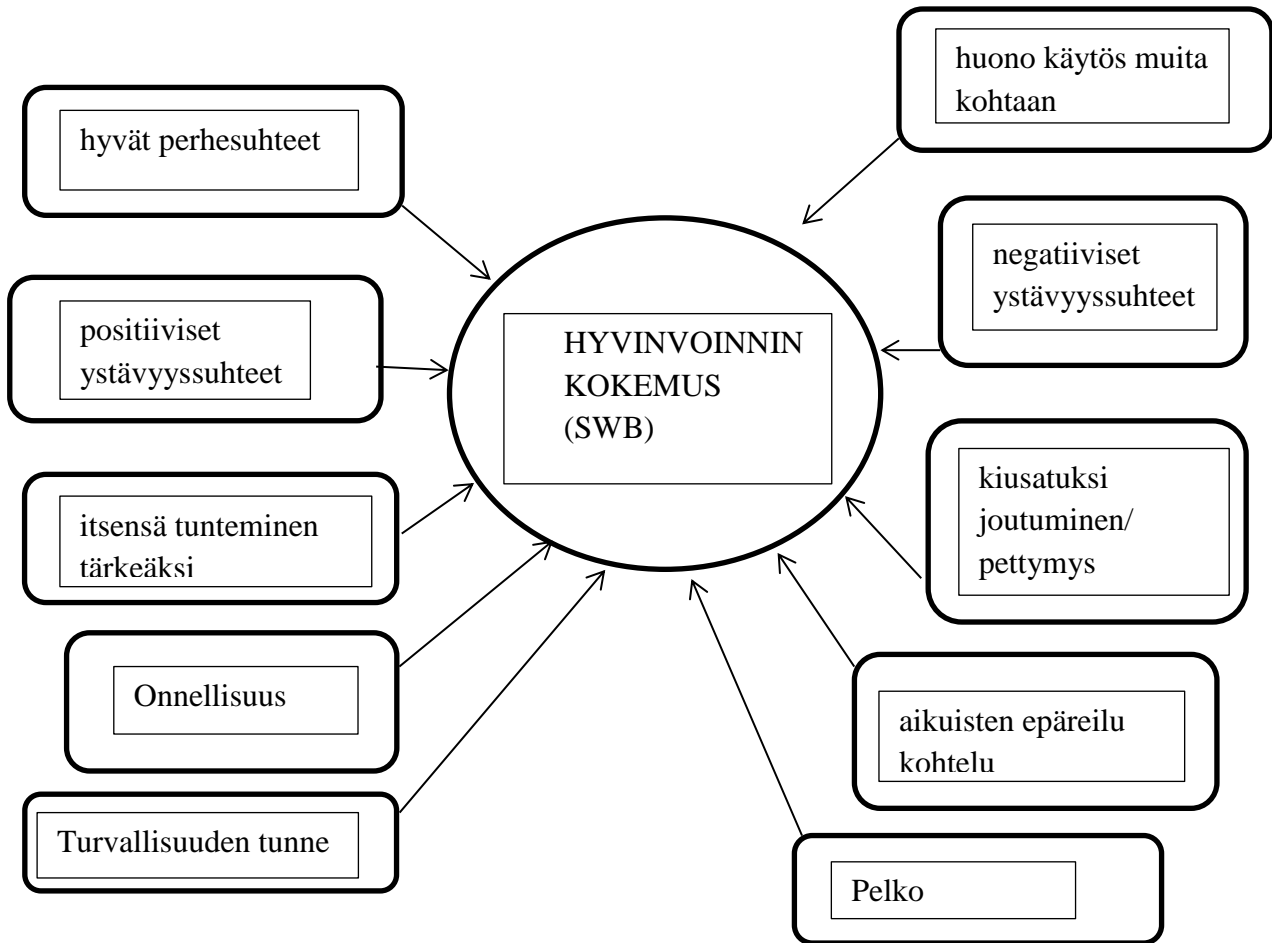 hyvät perhesuhteet
positiiviset
ystävyyssuhteet
itsensä tunteminen
tärkeäksi
Onnellisuus
Turvallisuuden tunne
HYVINVOINNIN
KOKEMUS
(SWB)
huono käytös muita
kohtaan
negatiiviset
ystävyyssuhteet
kiusatuksi
joutuminen/
pettymys
aikuisten epäreilu
kohtelu
Pelko